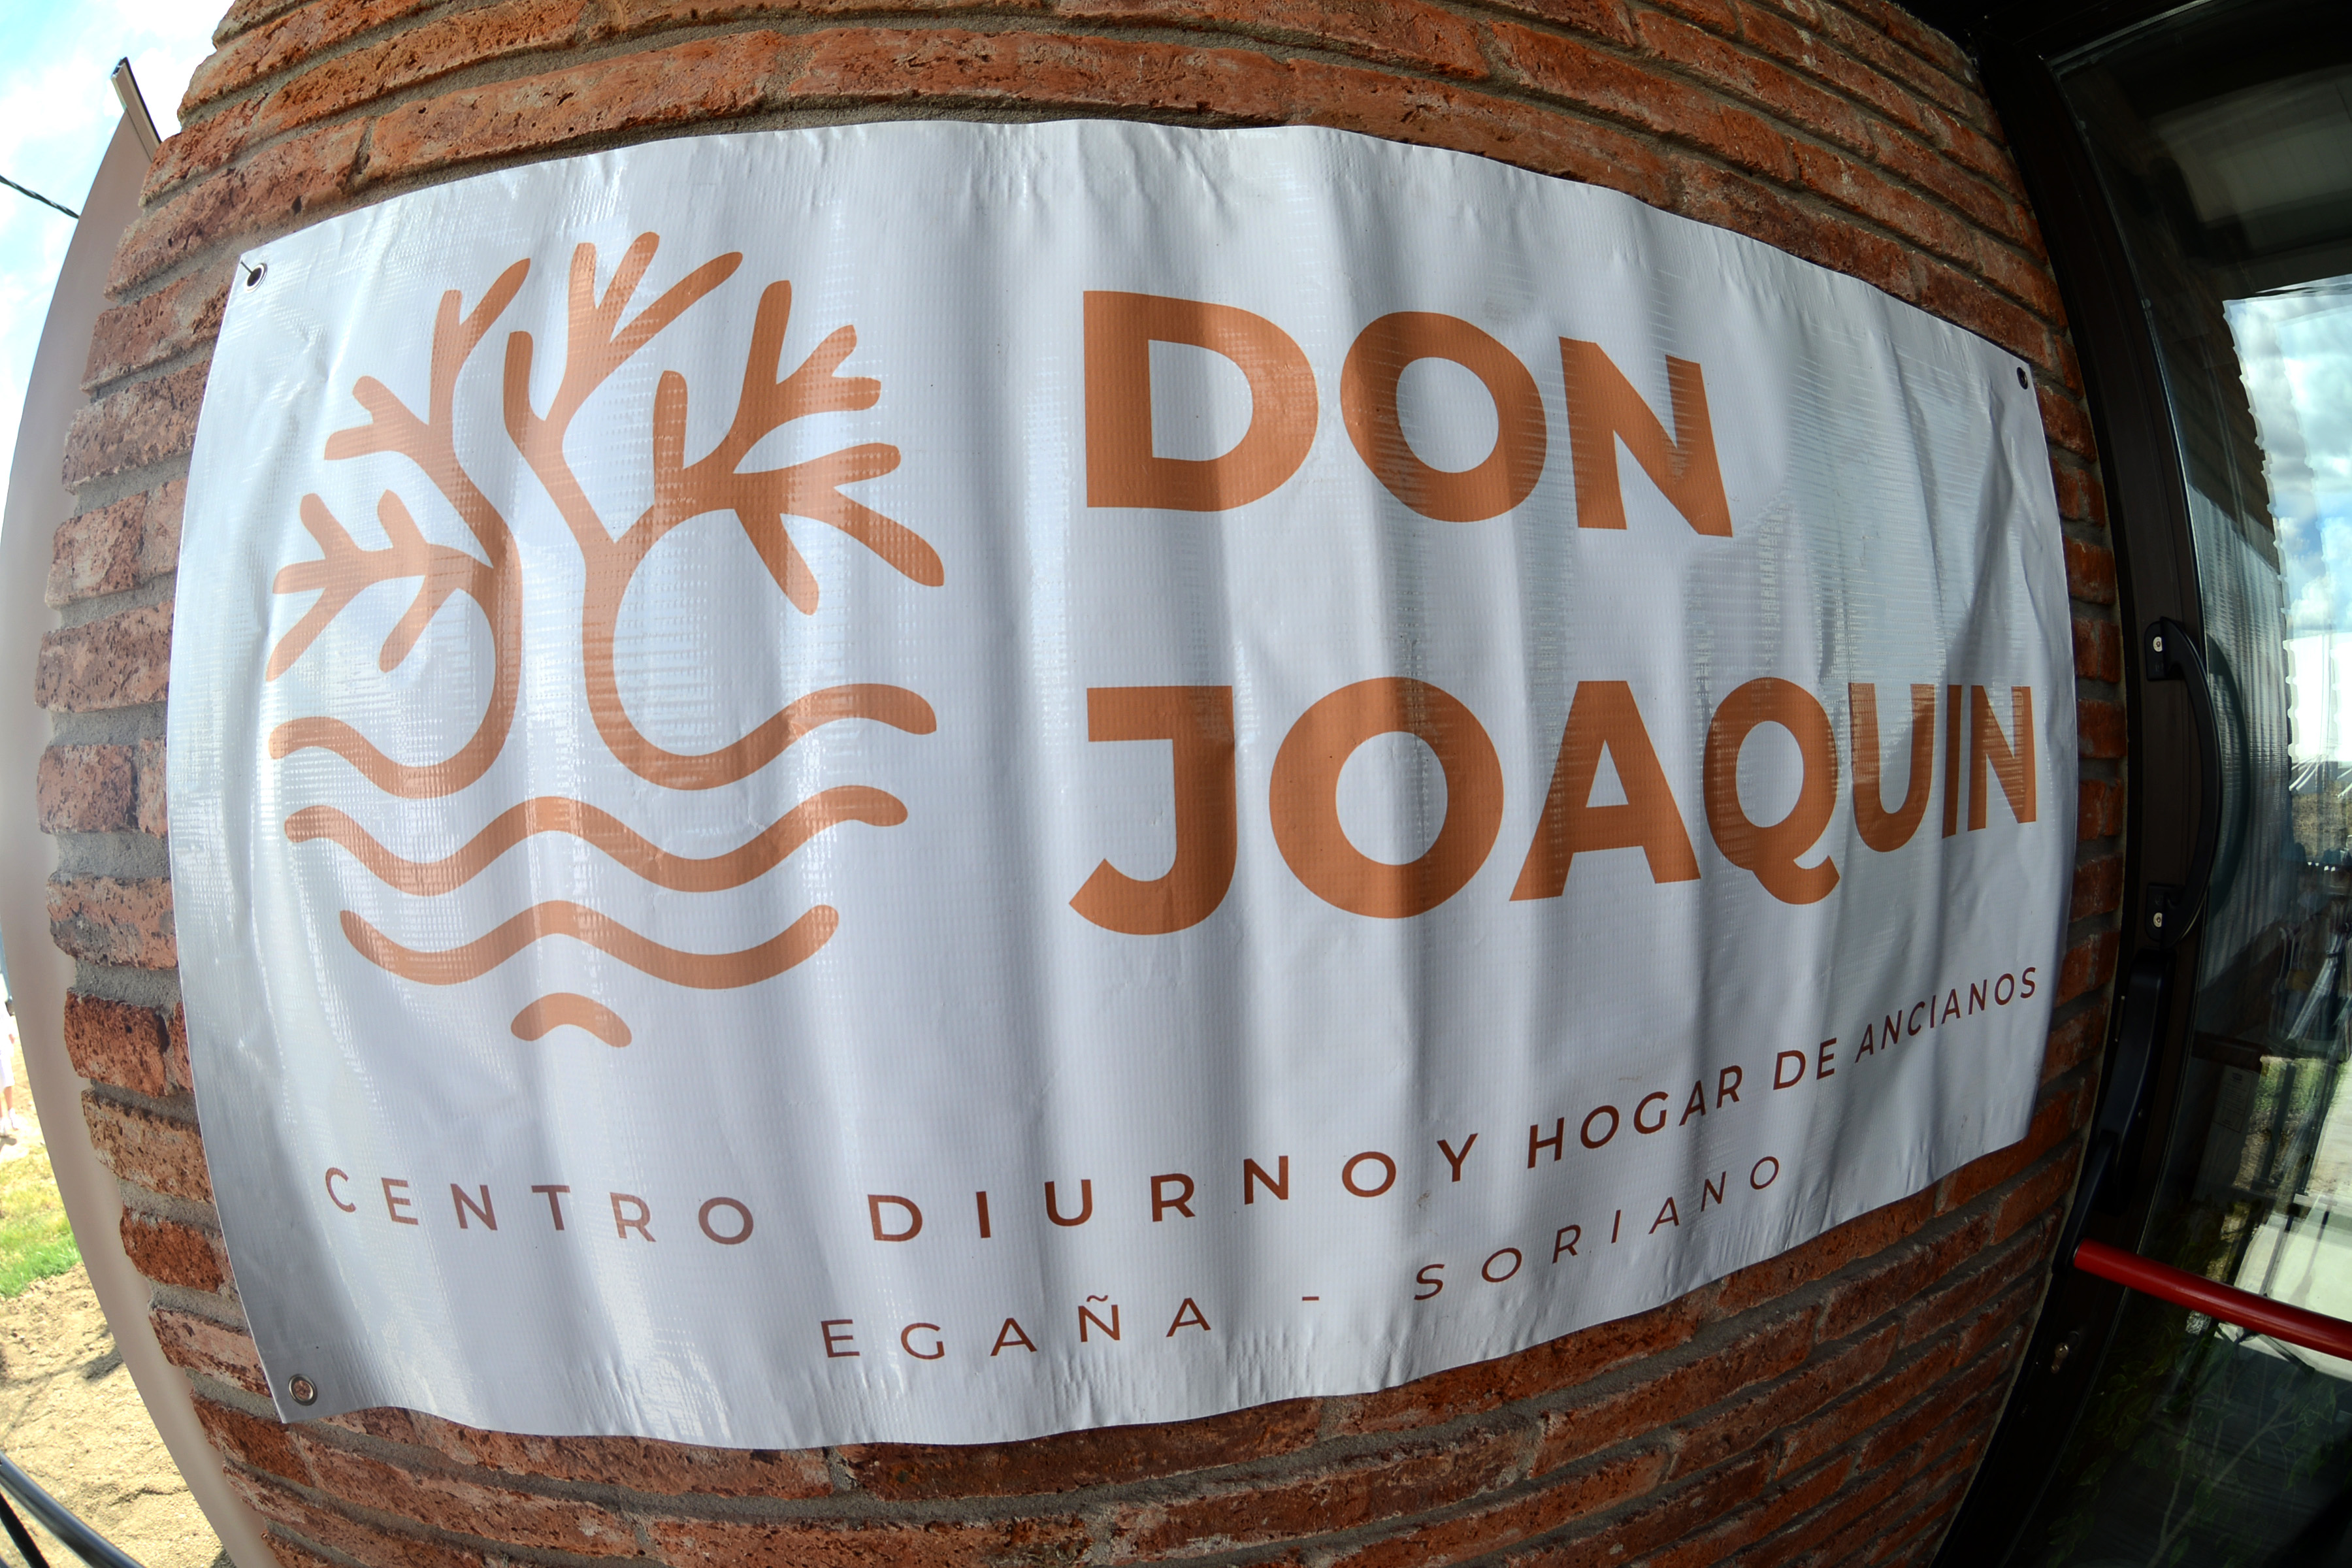 DON
JOAQUIN
CENTRO DIURNO Y HOGAR DE ANCIANOS
EGAÑA - SORIANO